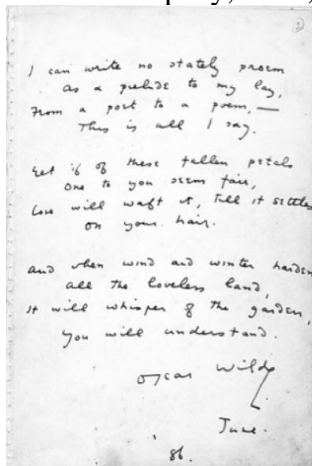 I can write no stately proem
As a prelude to my lay,
From a poet to a poem, —
This is all I say.
Yet if of these fallen petals
One to you seem fair,
Love will waft it, till it settles
On your hair.
And when wind and winter harden
All the loveless land,
It will whisper of the garden,
You will understand.
Oscar Wilde
June.
'86.